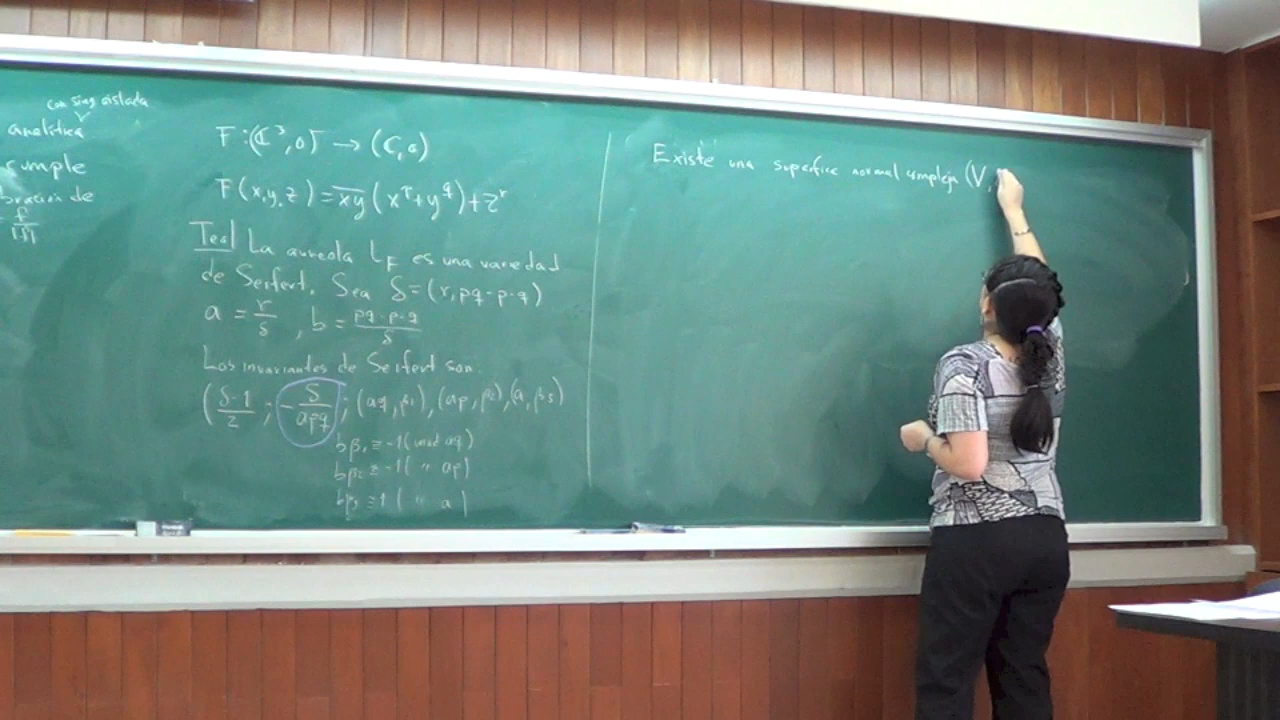 con sing aislada
analítica
cumple
bración de
f
|f|
F:(ℂ³,0) → (ℂ,0)
F(x,y,z) = \overline{xy}(x^p+y^q)+z^r
Teo| La aureola L_F es una variedad
de Seifert. Sea δ=(r,pq-p-q)
a = r/δ , b = pq-p-q/δ
Los invariantes de Seifert son.
(δ-1/2 ; -δ/apq ; (aq,β₁),(ap,β₂),(a,β₃)
bβ₁ ≡ -1(mod aq)
bβ₂ ≡ -1( " ap)
bβ₃ ≡ 1( " a)
Existe una superficie normal compleja (V